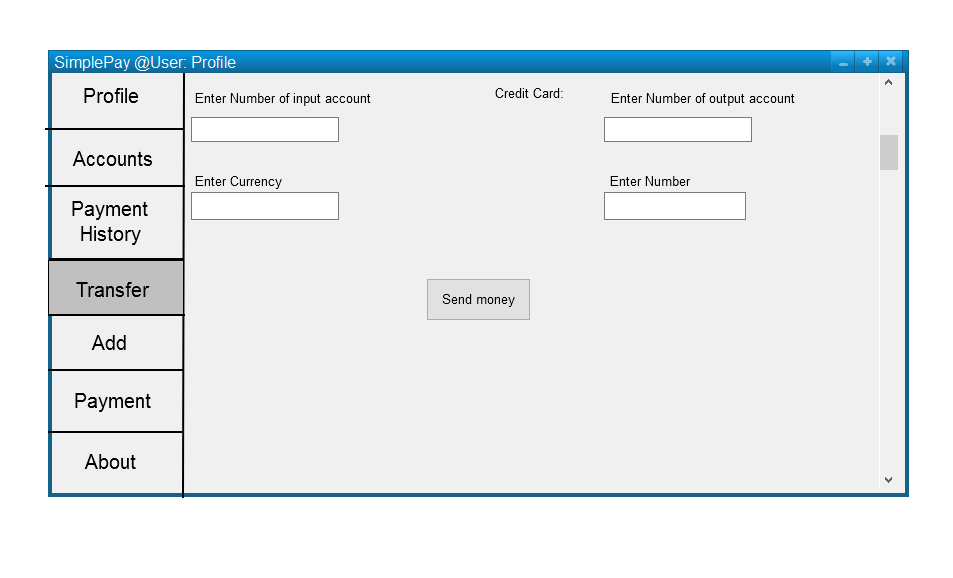 SimplePay @User: Profile
Profile
Accounts
Payment
History
Transfer
Add
Payment
About
Credit Card:
Enter Number of input account
Enter Number of output account
Enter Currency
Enter Number
Send money